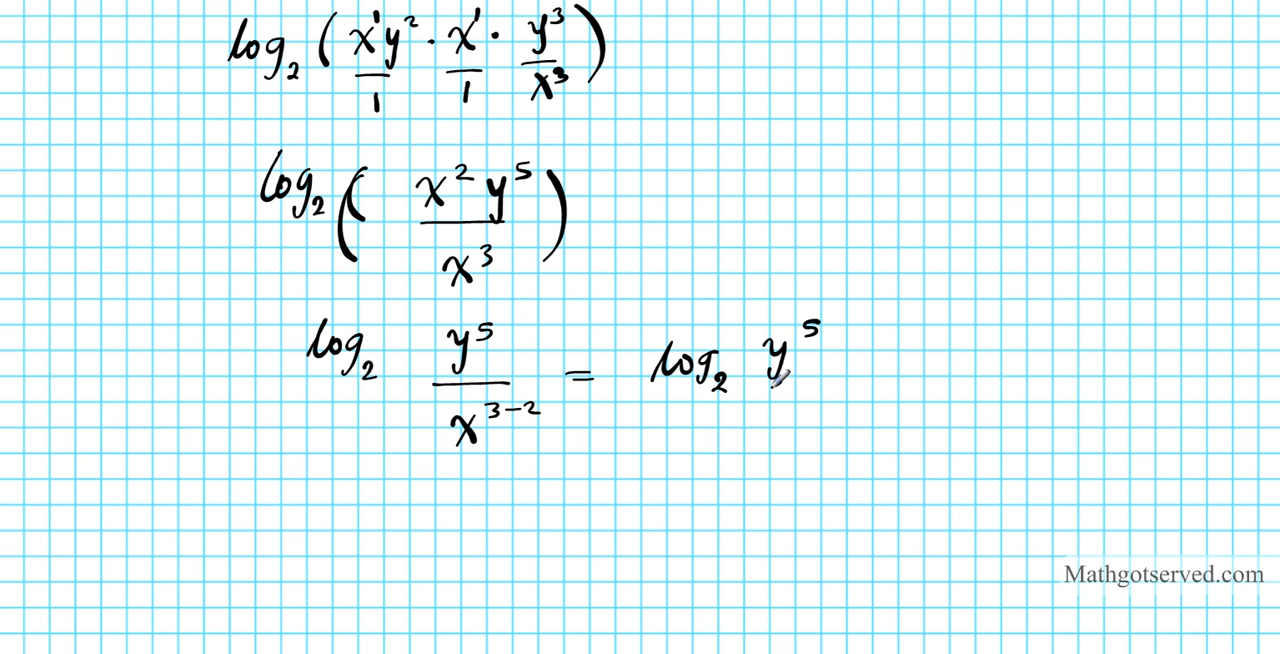 log₂ (x¹y²/1 · x¹/1 · y³/x³)
log₂ (x²y⁵/x³)
log₂ y⁵/x³⁻² = log₂ y⁵
Mathgotserved.com